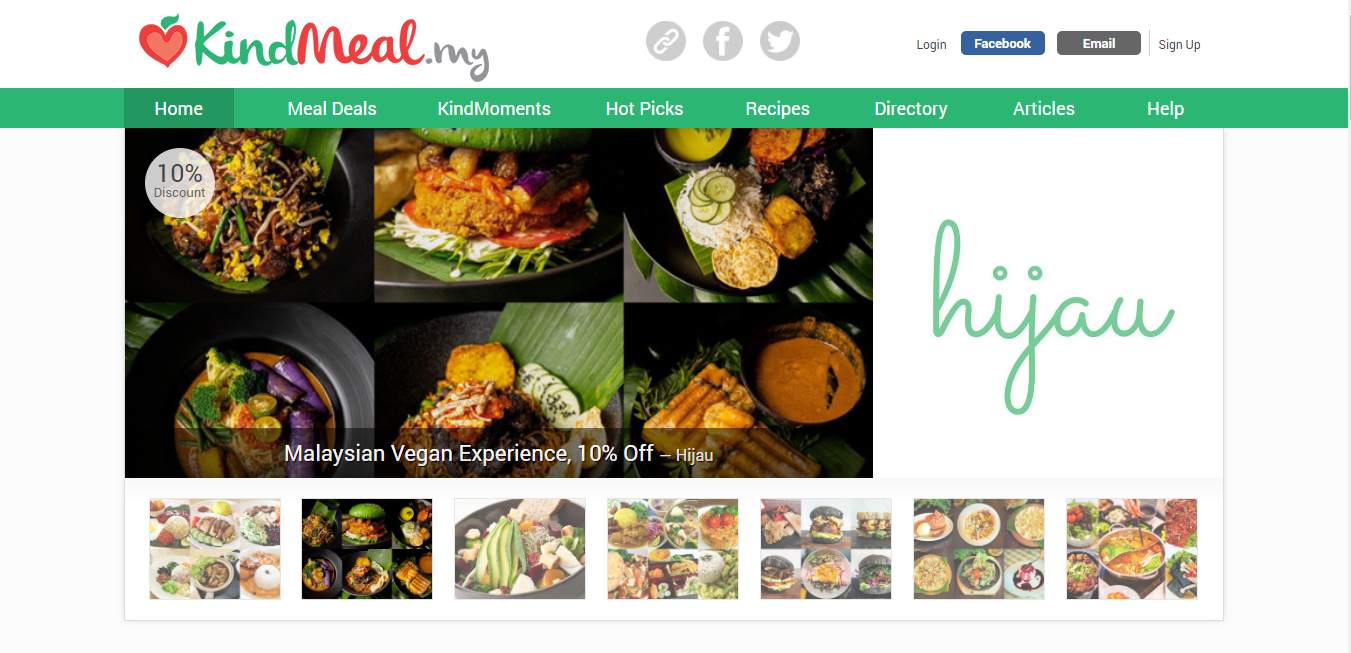 KindMeal.my
Login Facebook Email Sign Up
Home Meal Deals KindMoments Hot Picks Recipes Directory Articles Help
10%
Discount
hijau
Malaysian Vegan Experience, 10% Off – Hijau